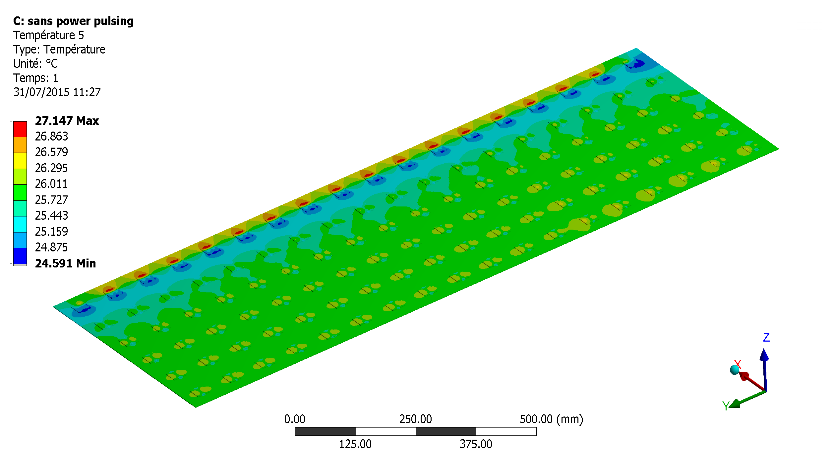 C: sans power pulsing
Température 5
Type: Température
Unité: °C
Temps: 1
31/07/2015 11:27
27.147 Max
26.863
26.579
26.295
26.011
25.727
25.443
25.159
24.875
24.591 Min
Z
X
Y
0.00 250.00 500.00 (mm)
125.00 375.00